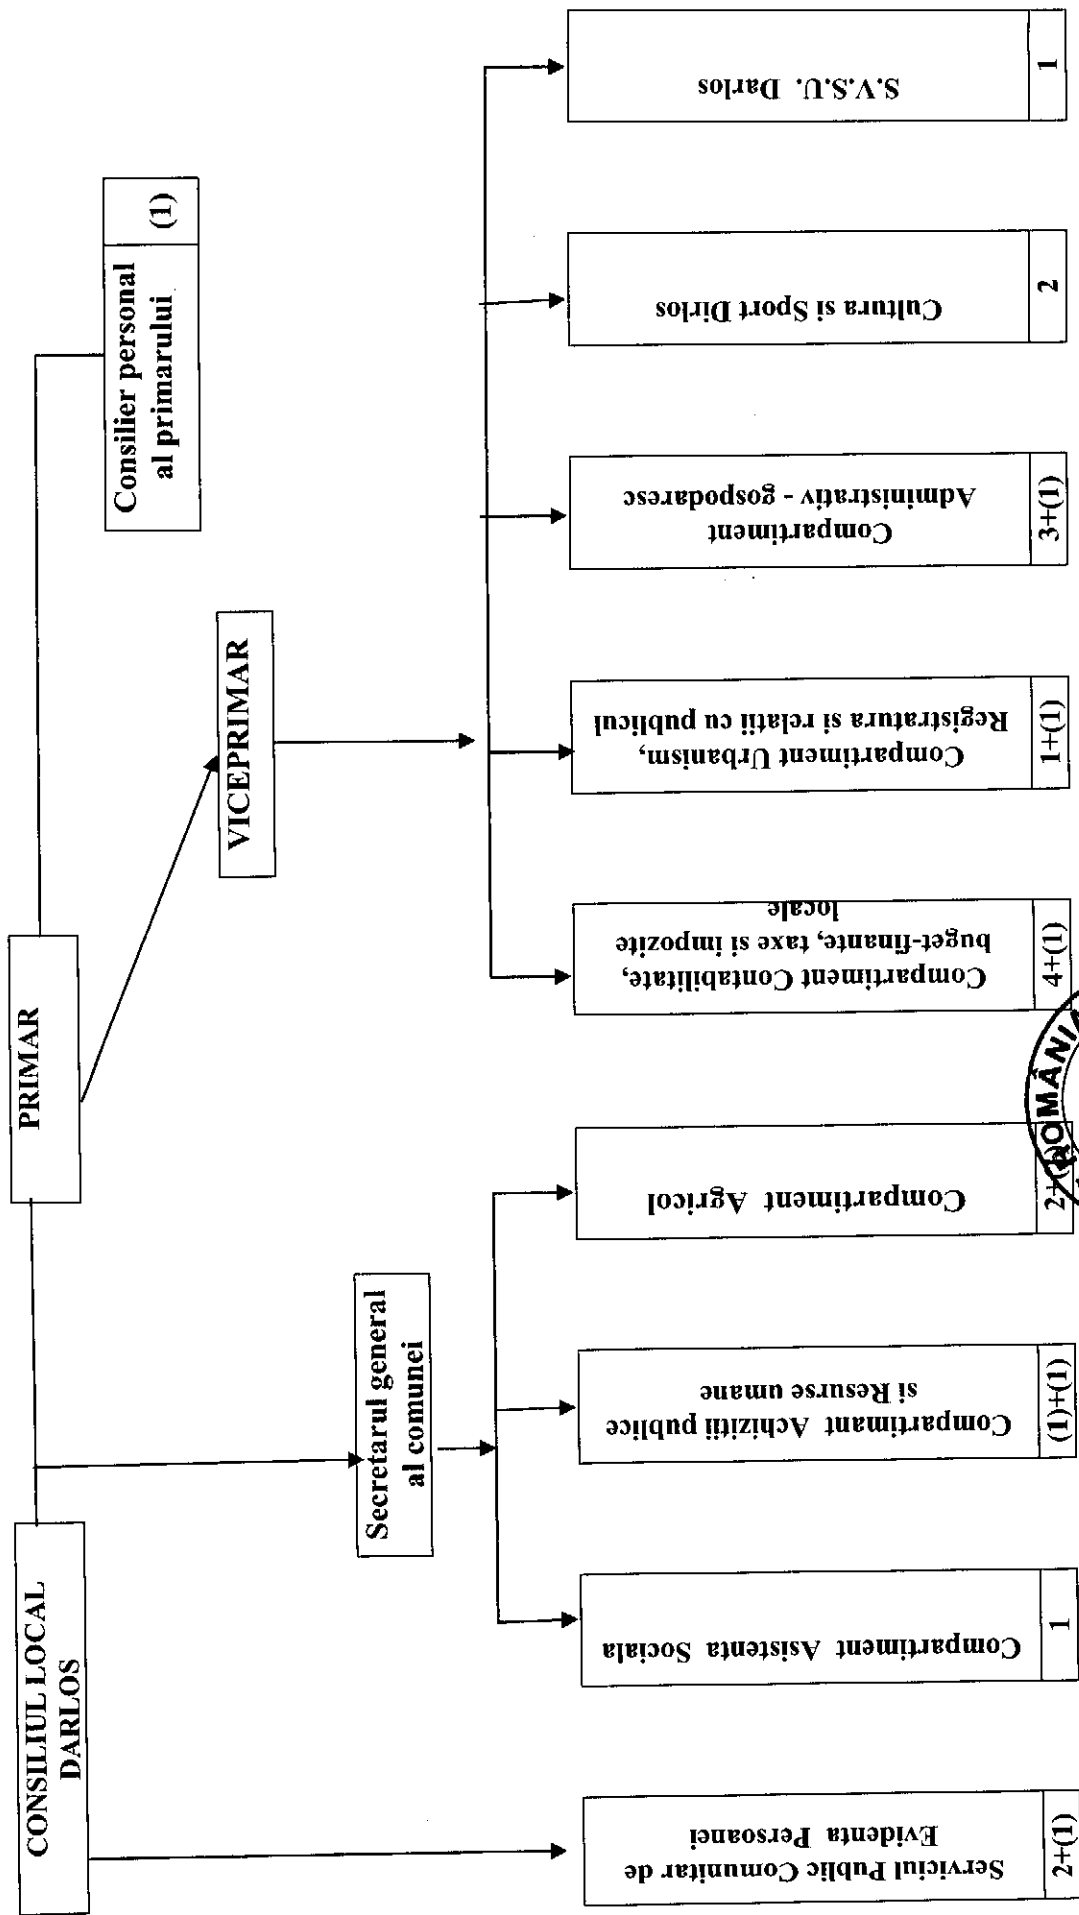 CONSILIUL LOCAL
DARLOS
PRIMAR
Consilier personal
al primarului
(1)
VICEPRIMAR
Secretarul general
al comunei
Serviciul Public Comunitar de
Evidenta Persoanei
2+(1)
Compartiment Asistenta Sociala
1
Compartimant Achizitii publice
si Resurse umane
(1)+(1)
Compartiment Agricol
Compartiment Contabilitate,
buget-finante, taxe si impozite
locale
4+(1)
Compartiment Urbanism,
Registratura si relatii cu publicul
1+(1)
Compartiment
Administrativ - gospodaresc
3+(1)
Cultura si Sport Dirlos
2
S.V.S.U. Darlos
1